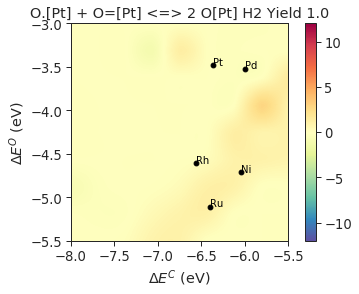 O.[Pt] + O=[Pt] <=> 2 O[Pt] H2 Yield 1.0
−3.0
−3.5
−4.0
−4.5
−5.0
−5.5
ΔE^O (eV)
Pt
Pd
Rh
Ni
Ru
−8.0 −7.5 −7.0 −6.5 −6.0 −5.5
ΔE^C (eV)
10
5
0
−5
−10